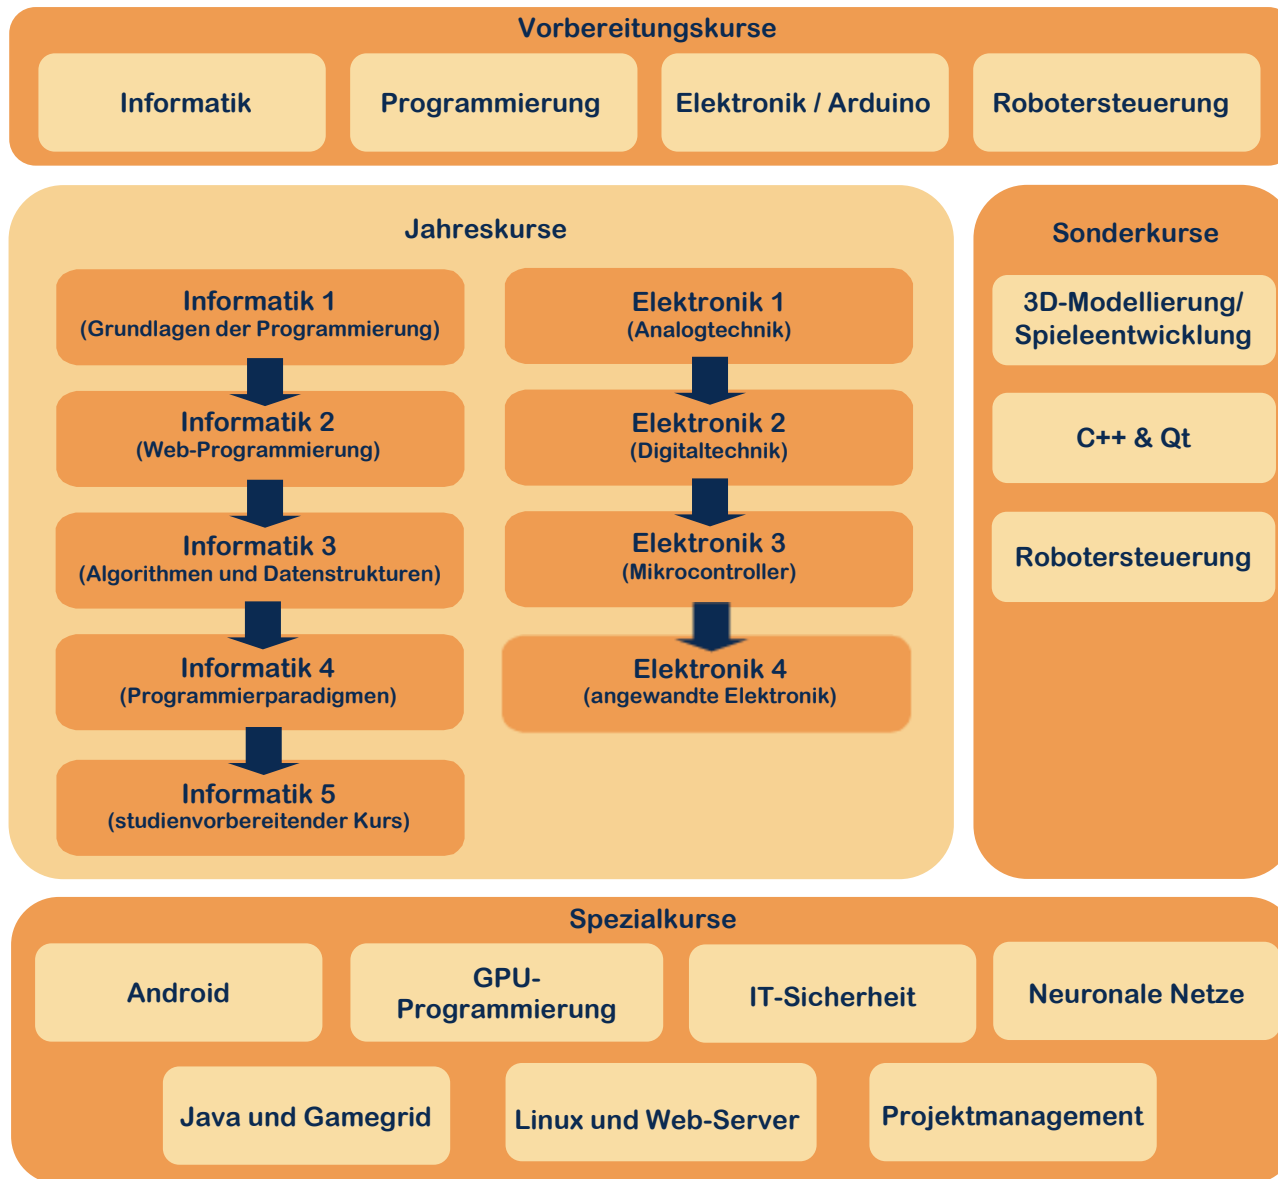 Vorbereitungskurse
Informatik
Programmierung
Elektronik / Arduino
Robotersteuerung
Jahreskurse
Informatik 1
(Grundlagen der Programmierung)
Informatik 2
(Web-Programmierung)
Informatik 3
(Algorithmen und Datenstrukturen)
Informatik 4
(Programmierparadigmen)
Informatik 5
(studienvorbereitender Kurs)
Elektronik 1
(Analogtechnik)
Elektronik 2
(Digitaltechnik)
Elektronik 3
(Mikrocontroller)
Elektronik 4
(angewandte Elektronik)
Sonderkurse
3D-Modellierung/
Spieleentwicklung
C++ & Qt
Robotersteuerung
Spezialkurse
Android
GPU-
Programmierung
IT-Sicherheit
Neuronale Netze
Java und Gamegrid
Linux und Web-Server
Projektmanagement